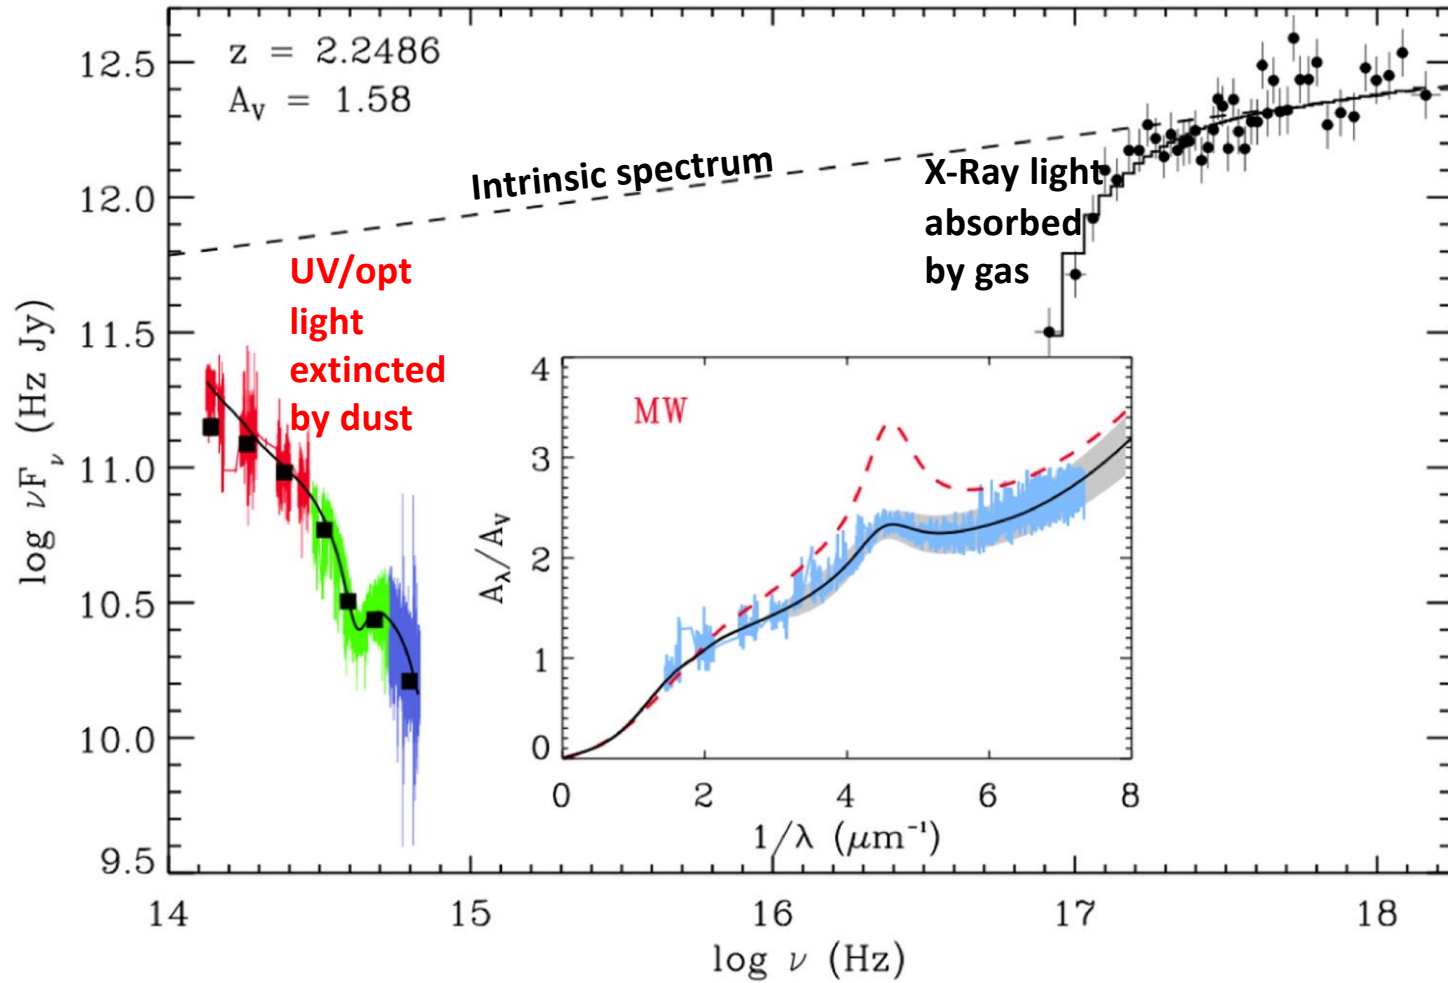 z = 2.2486
A_V = 1.58
Intrinsic spectrum
X-Ray light
absorbed
by gas
UV/opt
light
extincted
by dust
log νF_ν (Hz Jy)
12.5
12.0
11.5
11.0
10.5
10.0
9.5
14 15 16 17 18
log ν (Hz)
MW
A_λ/A_V
4
3
2
1
0
0 2 4 6 8
1/λ (μm⁻¹)